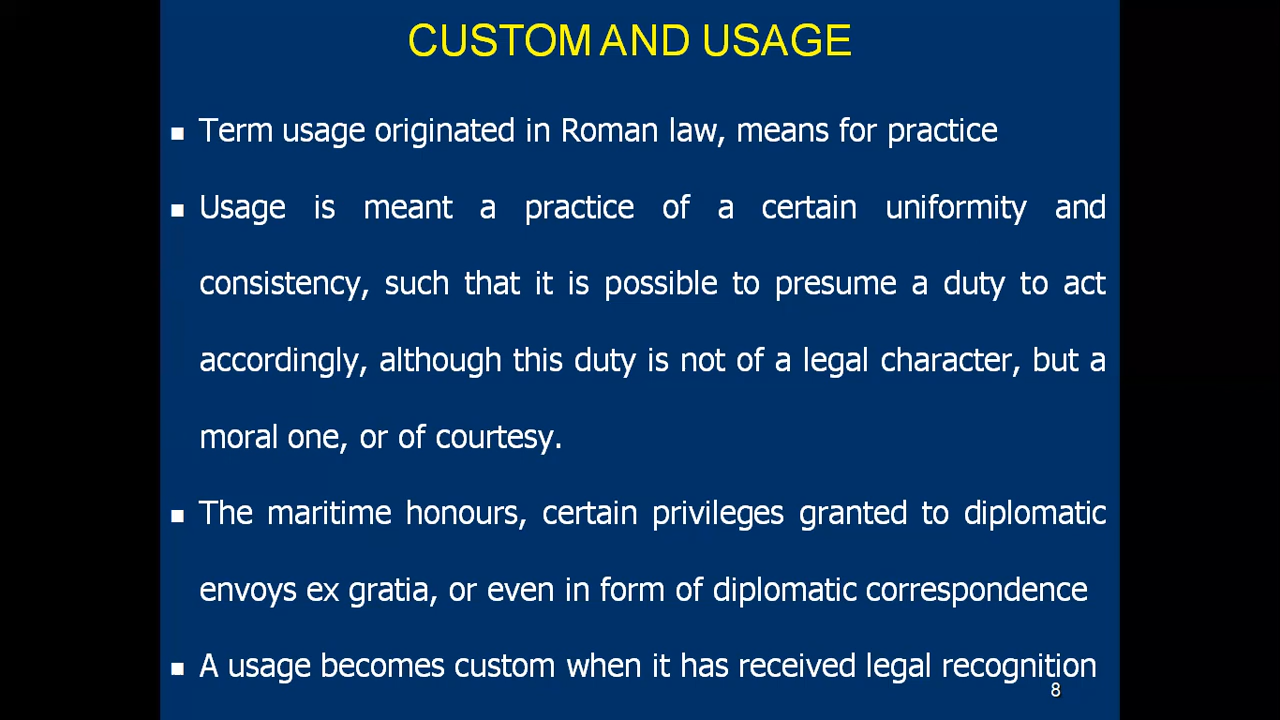 CUSTOM AND USAGE
▪ Term usage originated in Roman law, means for practice
▪ Usage is meant a practice of a certain uniformity and
consistency, such that it is possible to presume a duty to act
accordingly, although this duty is not of a legal character, but a
moral one, or of courtesy.
▪ The maritime honours, certain privileges granted to diplomatic
envoys ex gratia, or even in form of diplomatic correspondence
▪ A usage becomes custom when it has received legal recognition
8